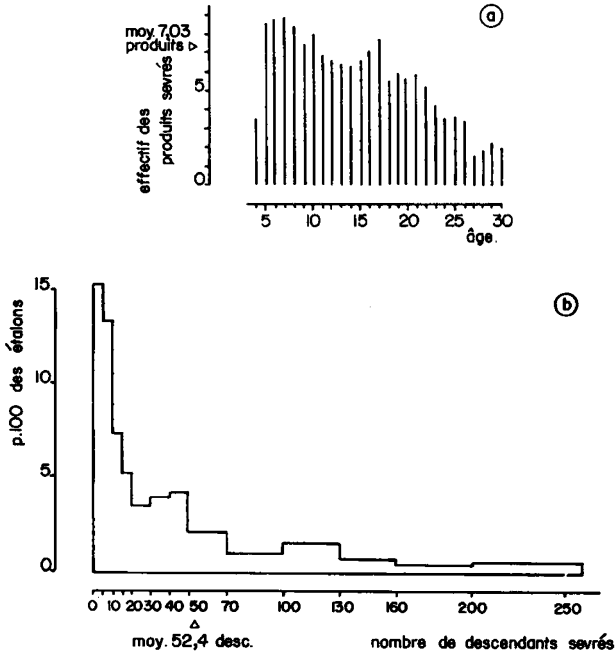 ⓐ
moy. 7,03
produits ▷
effectif des
produits sevrés
5
0
5 10 15 20 25 30
âge.
ⓑ
p.100 des étalons
15
10
5
0
0 10 20 30 40 50 70 100 130 160 200 250
△
moy. 52,4 desc.
nombre de descendants sevrés